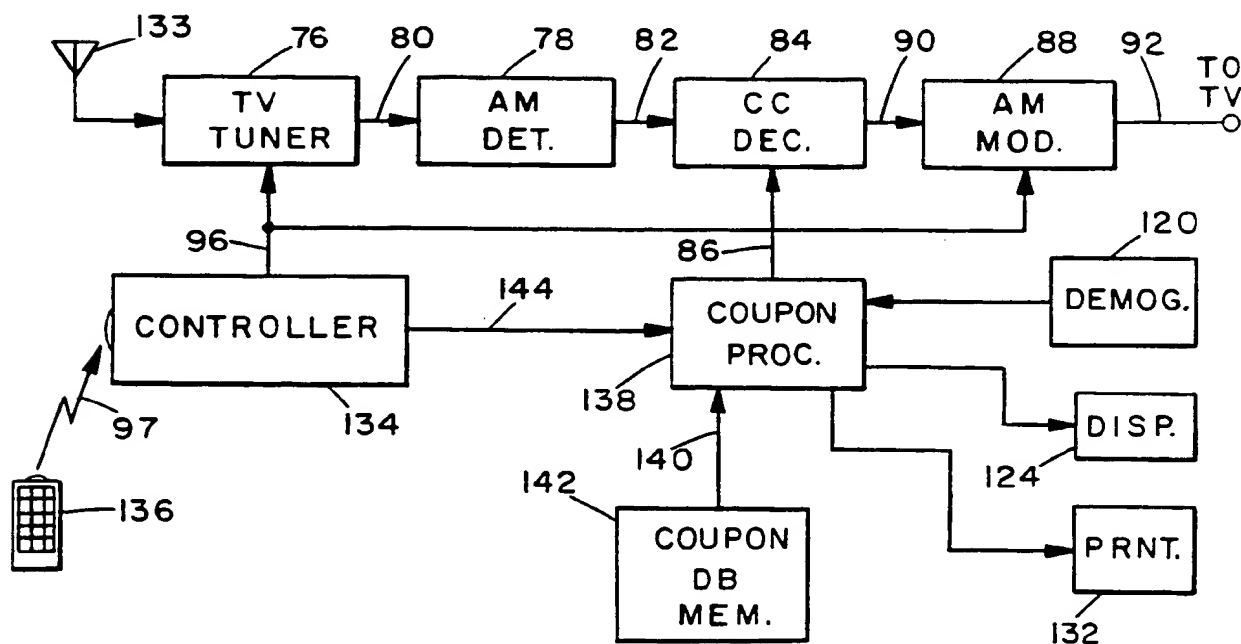 133
76
80
78
82
84
90
88
92
TO
TV
TV
TUNER
AM
DET.
CC
DEC.
AM
MOD.
96
86
120
144
CONTROLLER
COUPON
PROC.
DEMOG.
138
134
97
140
DISP.
124
142
136
COUPON
DB
MEM.
PRNT.
132